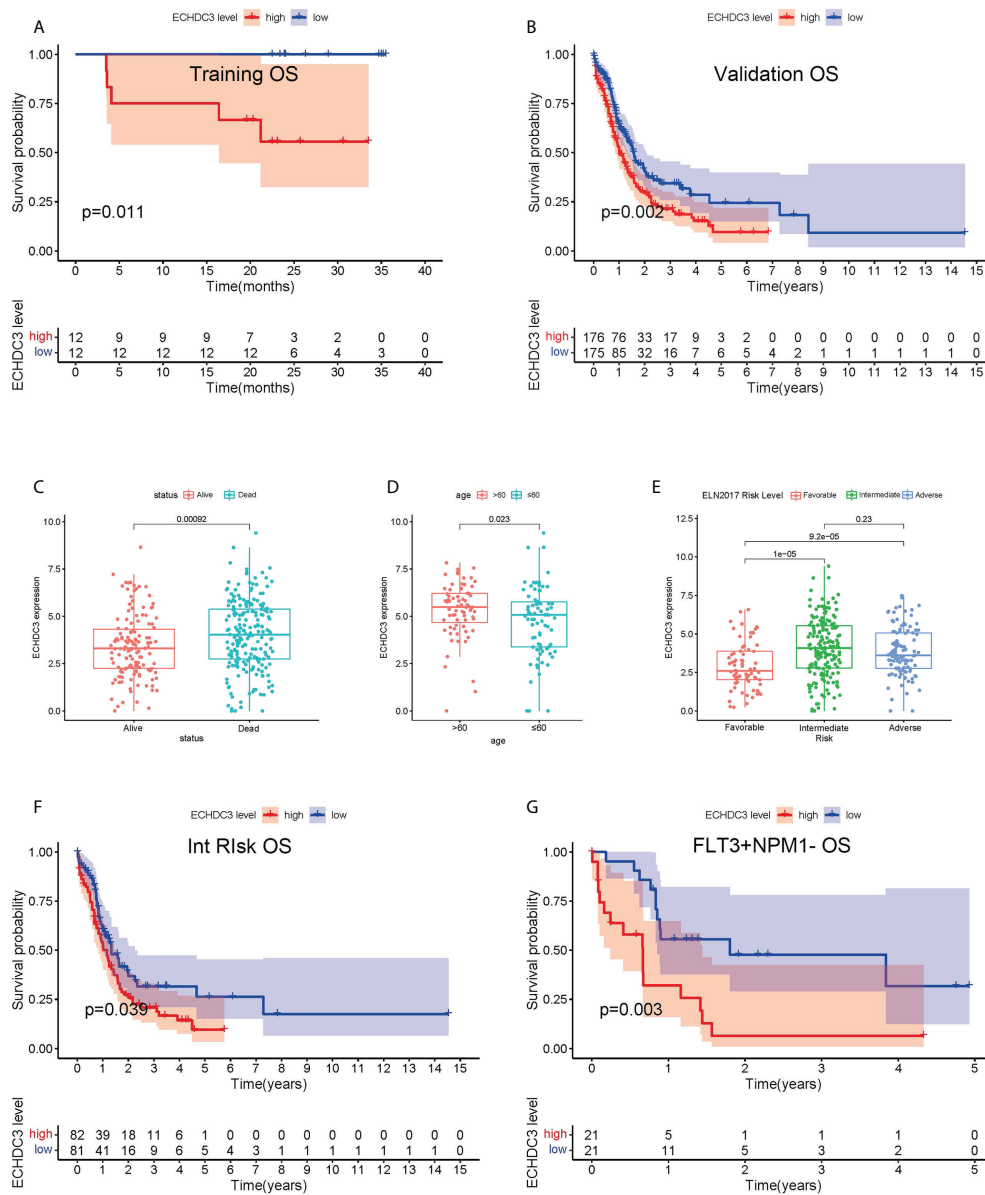 ECHDC3 level high low
A
Training OS
Survival probability
1.00
0.75
0.50
0.25
0.00
p=0.011
0 5 10 15 20 25 30 35 40
Time(months)
ECHDC3 level
high 12 9 9 9 7 3 2 0 0
low 12 12 12 12 12 6 4 3 0
0 5 10 15 20 25 30 35 40
Time(months)
ECHDC3 level high low
B
Validation OS
Survival probability
1.00
0.75
0.50
0.25
0.00
p=0.002
0 1 2 3 4 5 6 7 8 9 10 11 12 13 14 15
Time(years)
ECHDC3 level
high 176 76 33 17 9 3 2 0 0 0 0 0 0 0 0 0
low 175 85 32 16 7 6 5 4 2 1 1 1 1 1 1 0
0 1 2 3 4 5 6 7 8 9 10 11 12 13 14 15
Time(years)
C
status Alive Dead
0.00092
ECHDC3 expression
10.0
7.5
5.0
2.5
0.0
Alive Dead
status
D
age >60 ≤60
0.023
ECHDC3 expression
10.0
7.5
5.0
2.5
0.0
>60 ≤60
age
E
ELN2017 Risk Level Favorable Intermediate Adverse
0.23
9.2e−05
1e−05
ECHDC3 expression
12.5
10.0
7.5
5.0
2.5
0.0
Favorable Intermediate Adverse
Risk
F
ECHDC3 level high low
Int RIsk OS
Survival probability
1.00
0.75
0.50
0.25
0.00
p=0.039
0 1 2 3 4 5 6 7 8 9 10 11 12 13 14 15
Time(years)
ECHDC3 level
high 82 39 18 11 6 1 0 0 0 0 0 0 0 0 0 0
low 81 41 16 9 6 5 4 3 1 1 1 1 1 1 1 0
0 1 2 3 4 5 6 7 8 9 10 11 12 13 14 15
Time(years)
G
ECHDC3 level high low
FLT3+NPM1- OS
Survival probability
1.00
0.75
0.50
0.25
0.00
p=0.003
0 1 2 3 4 5
Time(years)
ECHDC3 level
high 21 5 1 1 1 0
low 21 11 5 3 2 0
0 1 2 3 4 5
Time(years)